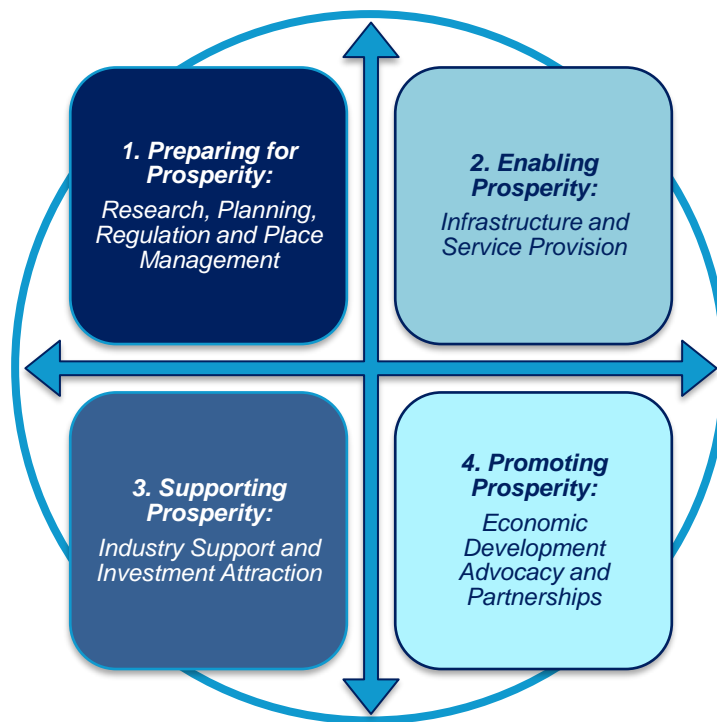 1. Preparing for
Prosperity:
Research, Planning,
Regulation and Place
Management
2. Enabling
Prosperity:
Infrastructure and
Service Provision
3. Supporting
Prosperity:
Industry Support and
Investment Attraction
4. Promoting
Prosperity:
Economic
Development
Advocacy and
Partnerships